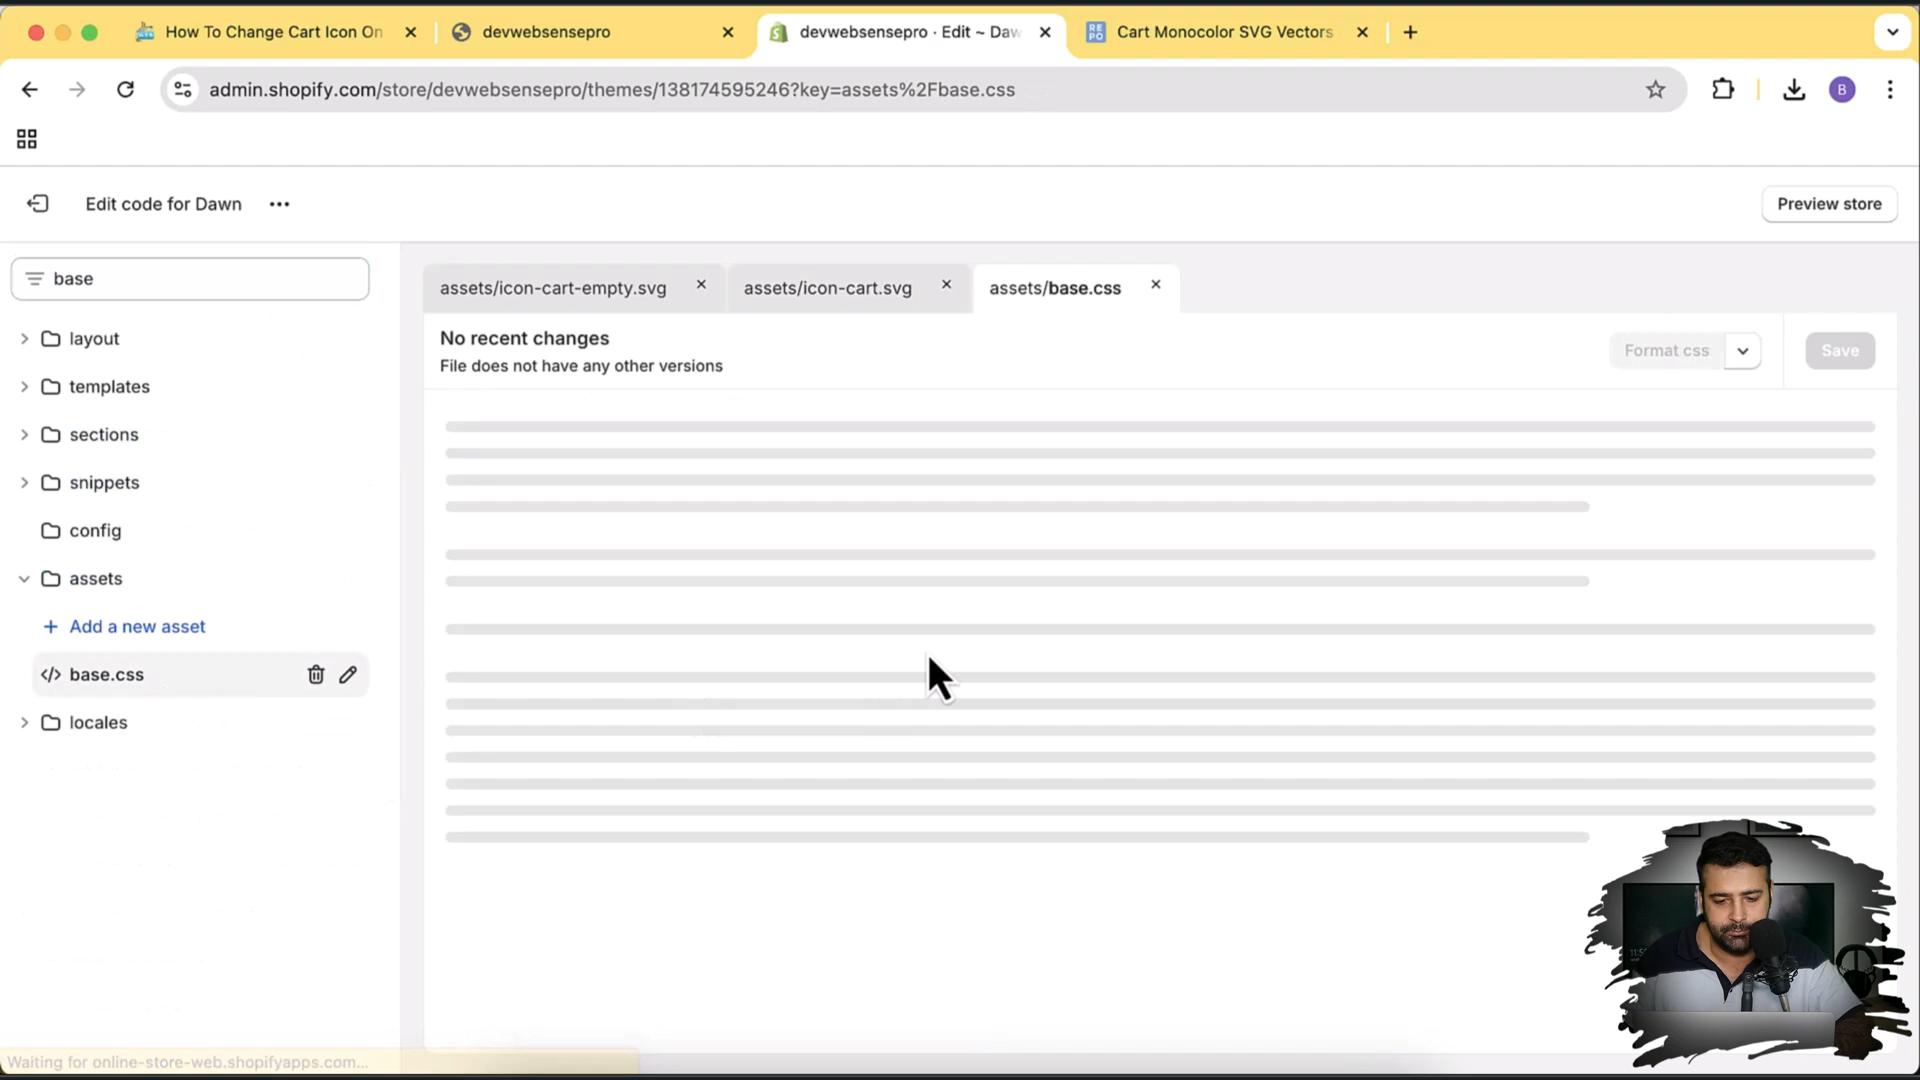 How To Change Cart Icon On
devwebsensepro
devwebsensepro · Edit ~ Daw
Cart Monocolor SVG Vectors
admin.shopify.com/store/devwebsensepro/themes/138174595246?key=assets%2Fbase.css
B
Edit code for Dawn
Preview store
base
assets/icon-cart-empty.svg
assets/icon-cart.svg
assets/base.css
No recent changes
File does not have any other versions
Format css
Save
layout
templates
sections
snippets
config
assets
Add a new asset
base.css
locales
Waiting for online-store-web.shopifyapps.com...